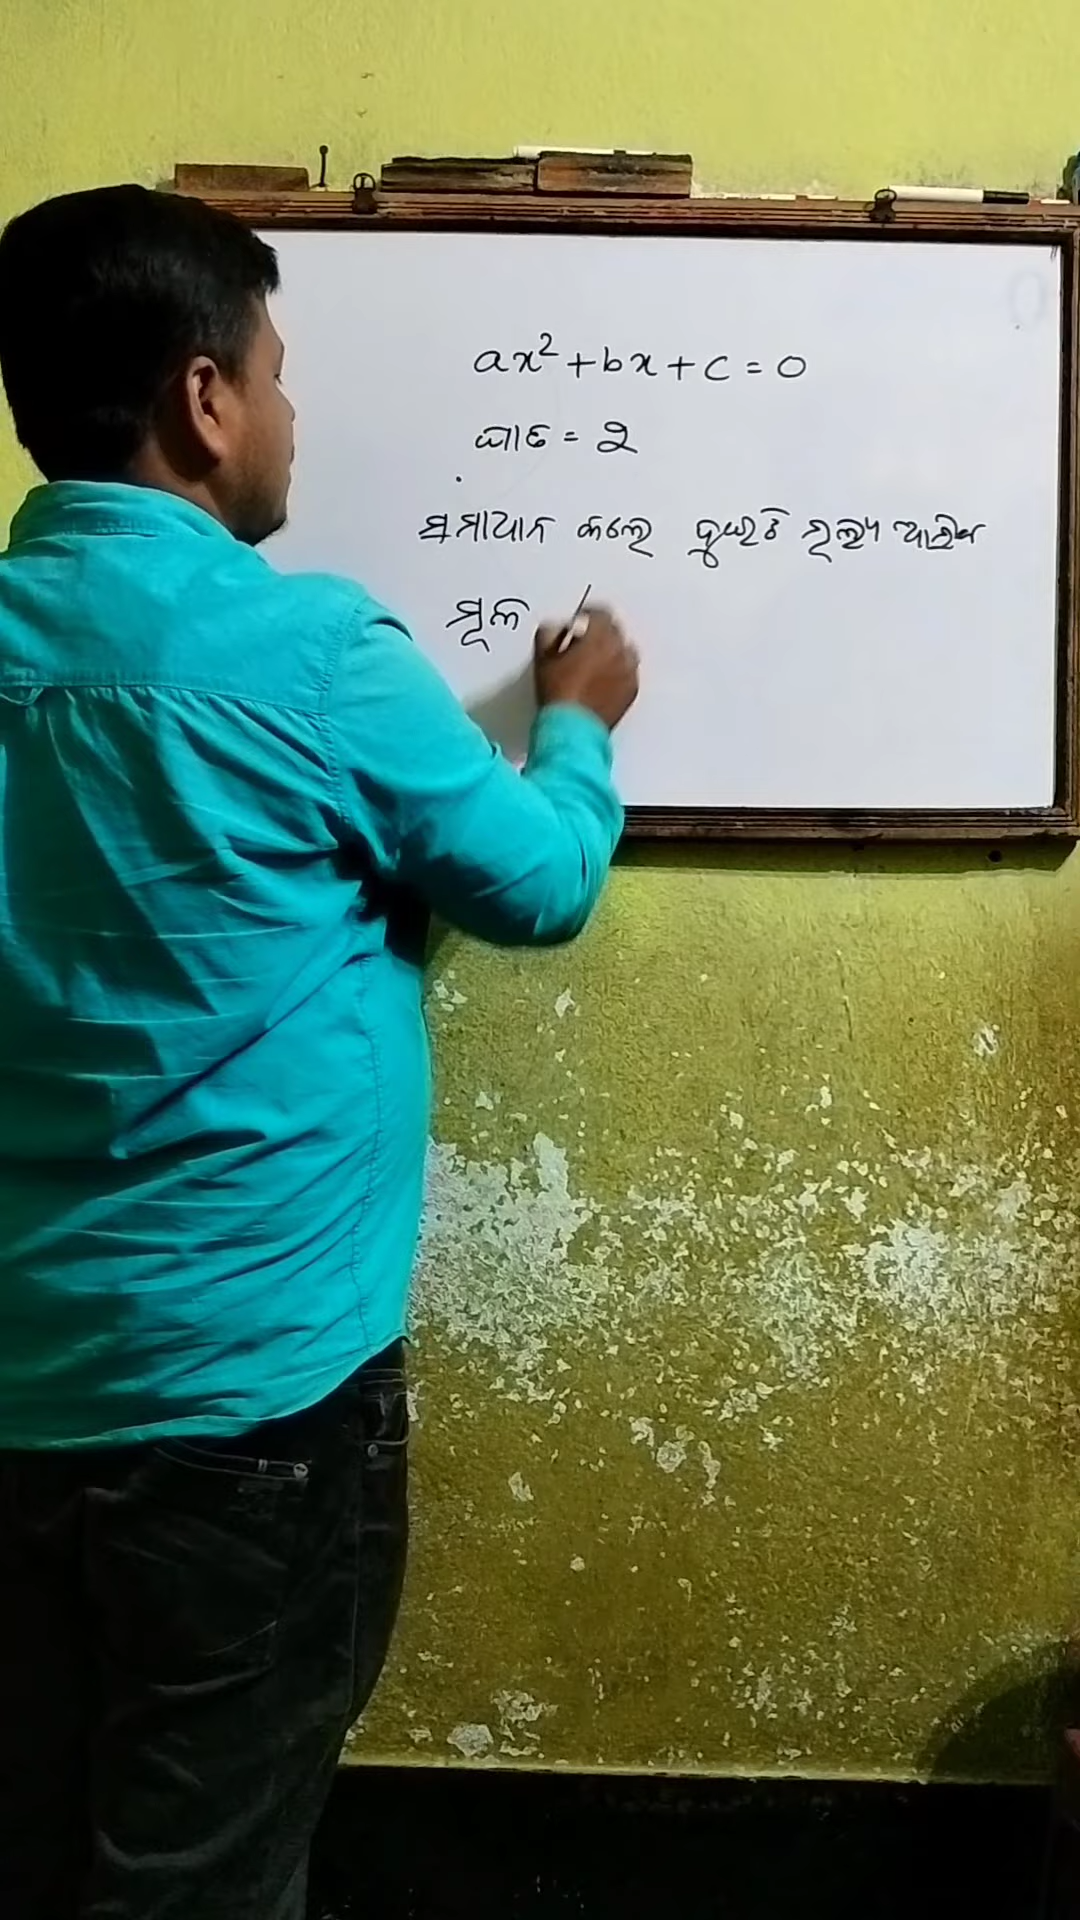 ax² + bx + c = 0
ଘାତ = ୨
ସମାଧାନ କଲେ ଦୁଇଟି ମୂଲ୍ୟ ଆସିବ
ମୂଳ